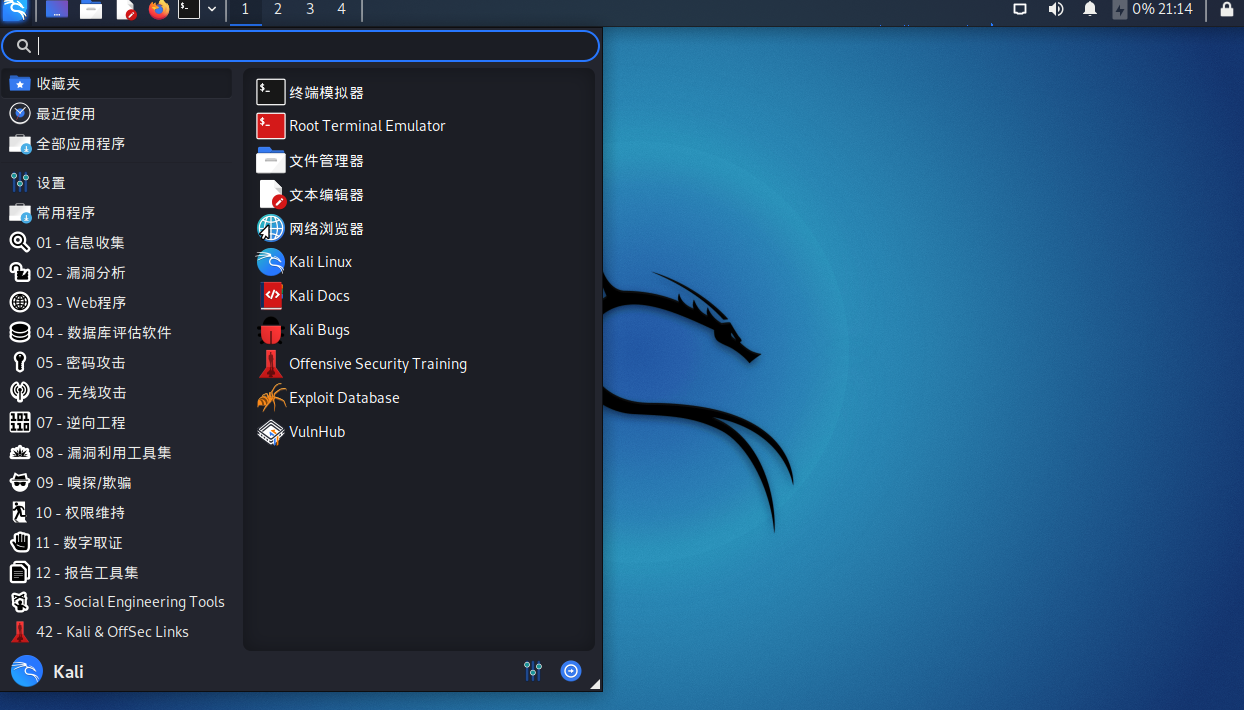 1 2 3 4
0% 21:14
收藏夹
最近使用
全部应用程序
设置
常用程序
01 - 信息收集
02 - 漏洞分析
03 - Web程序
04 - 数据库评估软件
05 - 密码攻击
06 - 无线攻击
07 - 逆向工程
08 - 漏洞利用工具集
09 - 嗅探/欺骗
10 - 权限维持
11 - 数字取证
12 - 报告工具集
13 - Social Engineering Tools
42 - Kali & OffSec Links
终端模拟器
Root Terminal Emulator
文件管理器
文本编辑器
网络浏览器
Kali Linux
Kali Docs
Kali Bugs
Offensive Security Training
Exploit Database
VulnHub
Kali